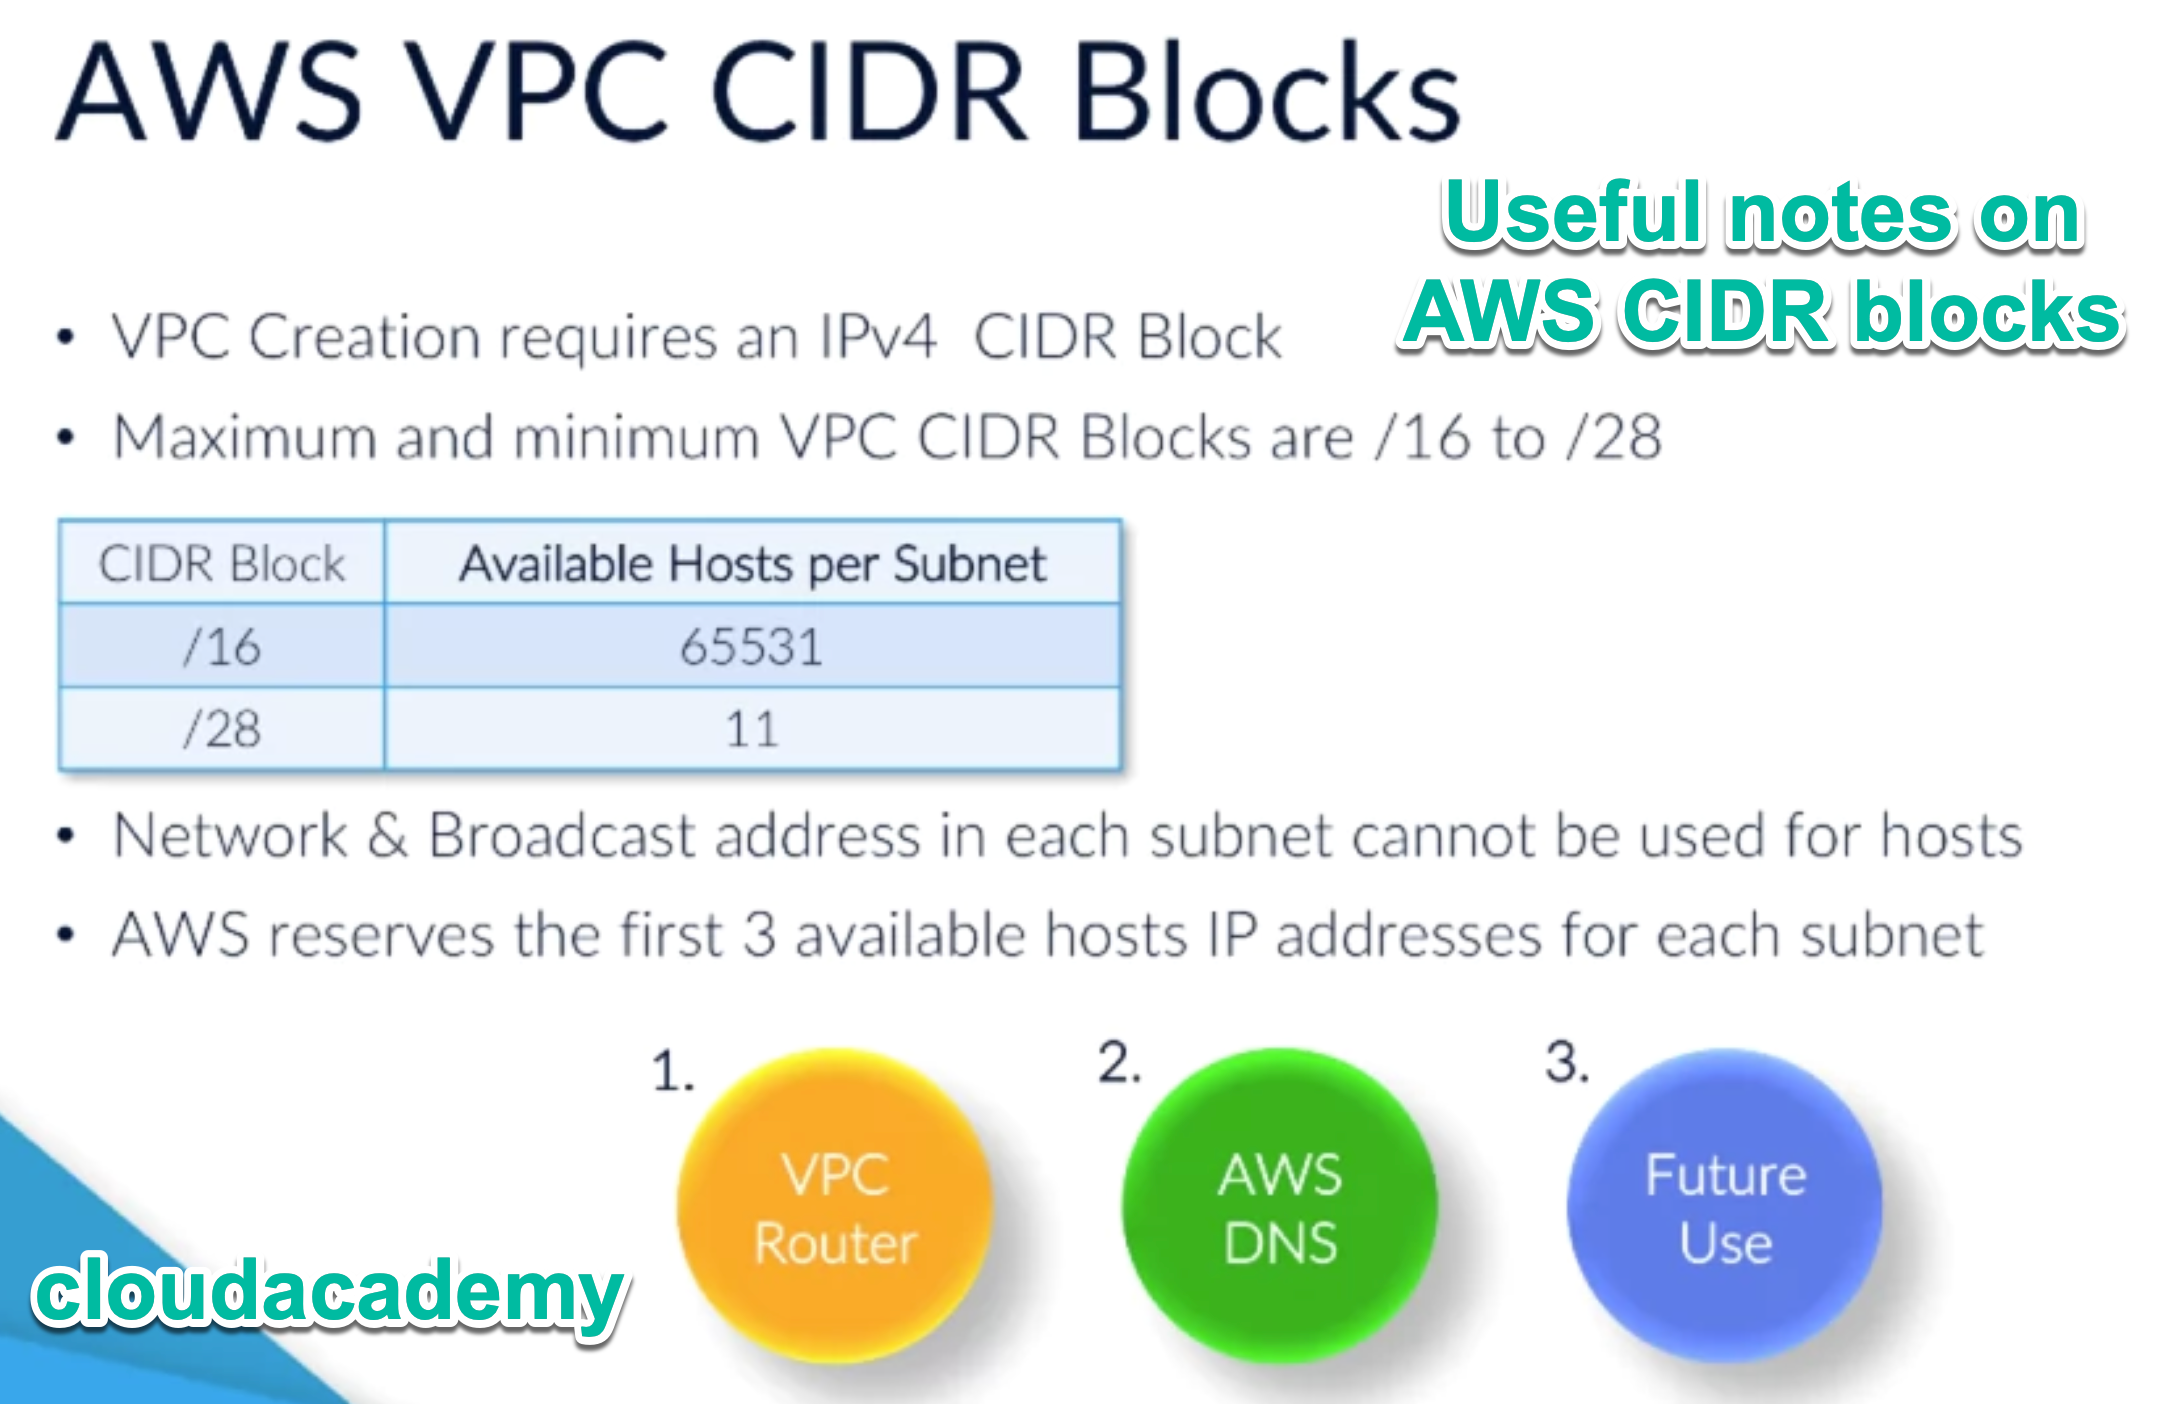 AWS VPC CIDR Blocks
Useful notes on
AWS CIDR blocks
• VPC Creation requires an IPv4 CIDR Block
• Maximum and minimum VPC CIDR Blocks are /16 to /28
CIDR Block Available Hosts per Subnet
/16 65531
/28 11
• Network & Broadcast address in each subnet cannot be used for hosts
• AWS reserves the first 3 available hosts IP addresses for each subnet
1. VPC
Router
2. AWS
DNS
3. Future
Use
cloudacademy